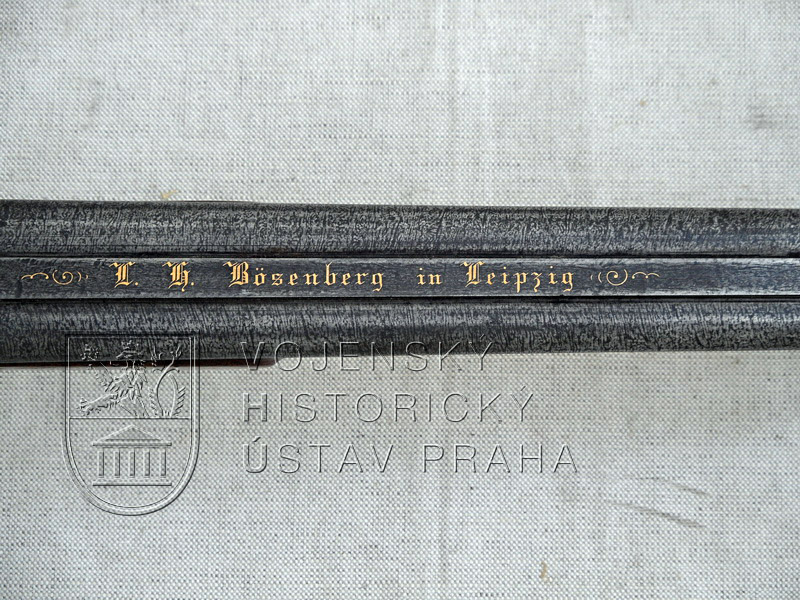 L. H. Bösenberg in Leipzig
VOJENSKÝ
HISTORICKÝ
ÚSTAV PRAHA